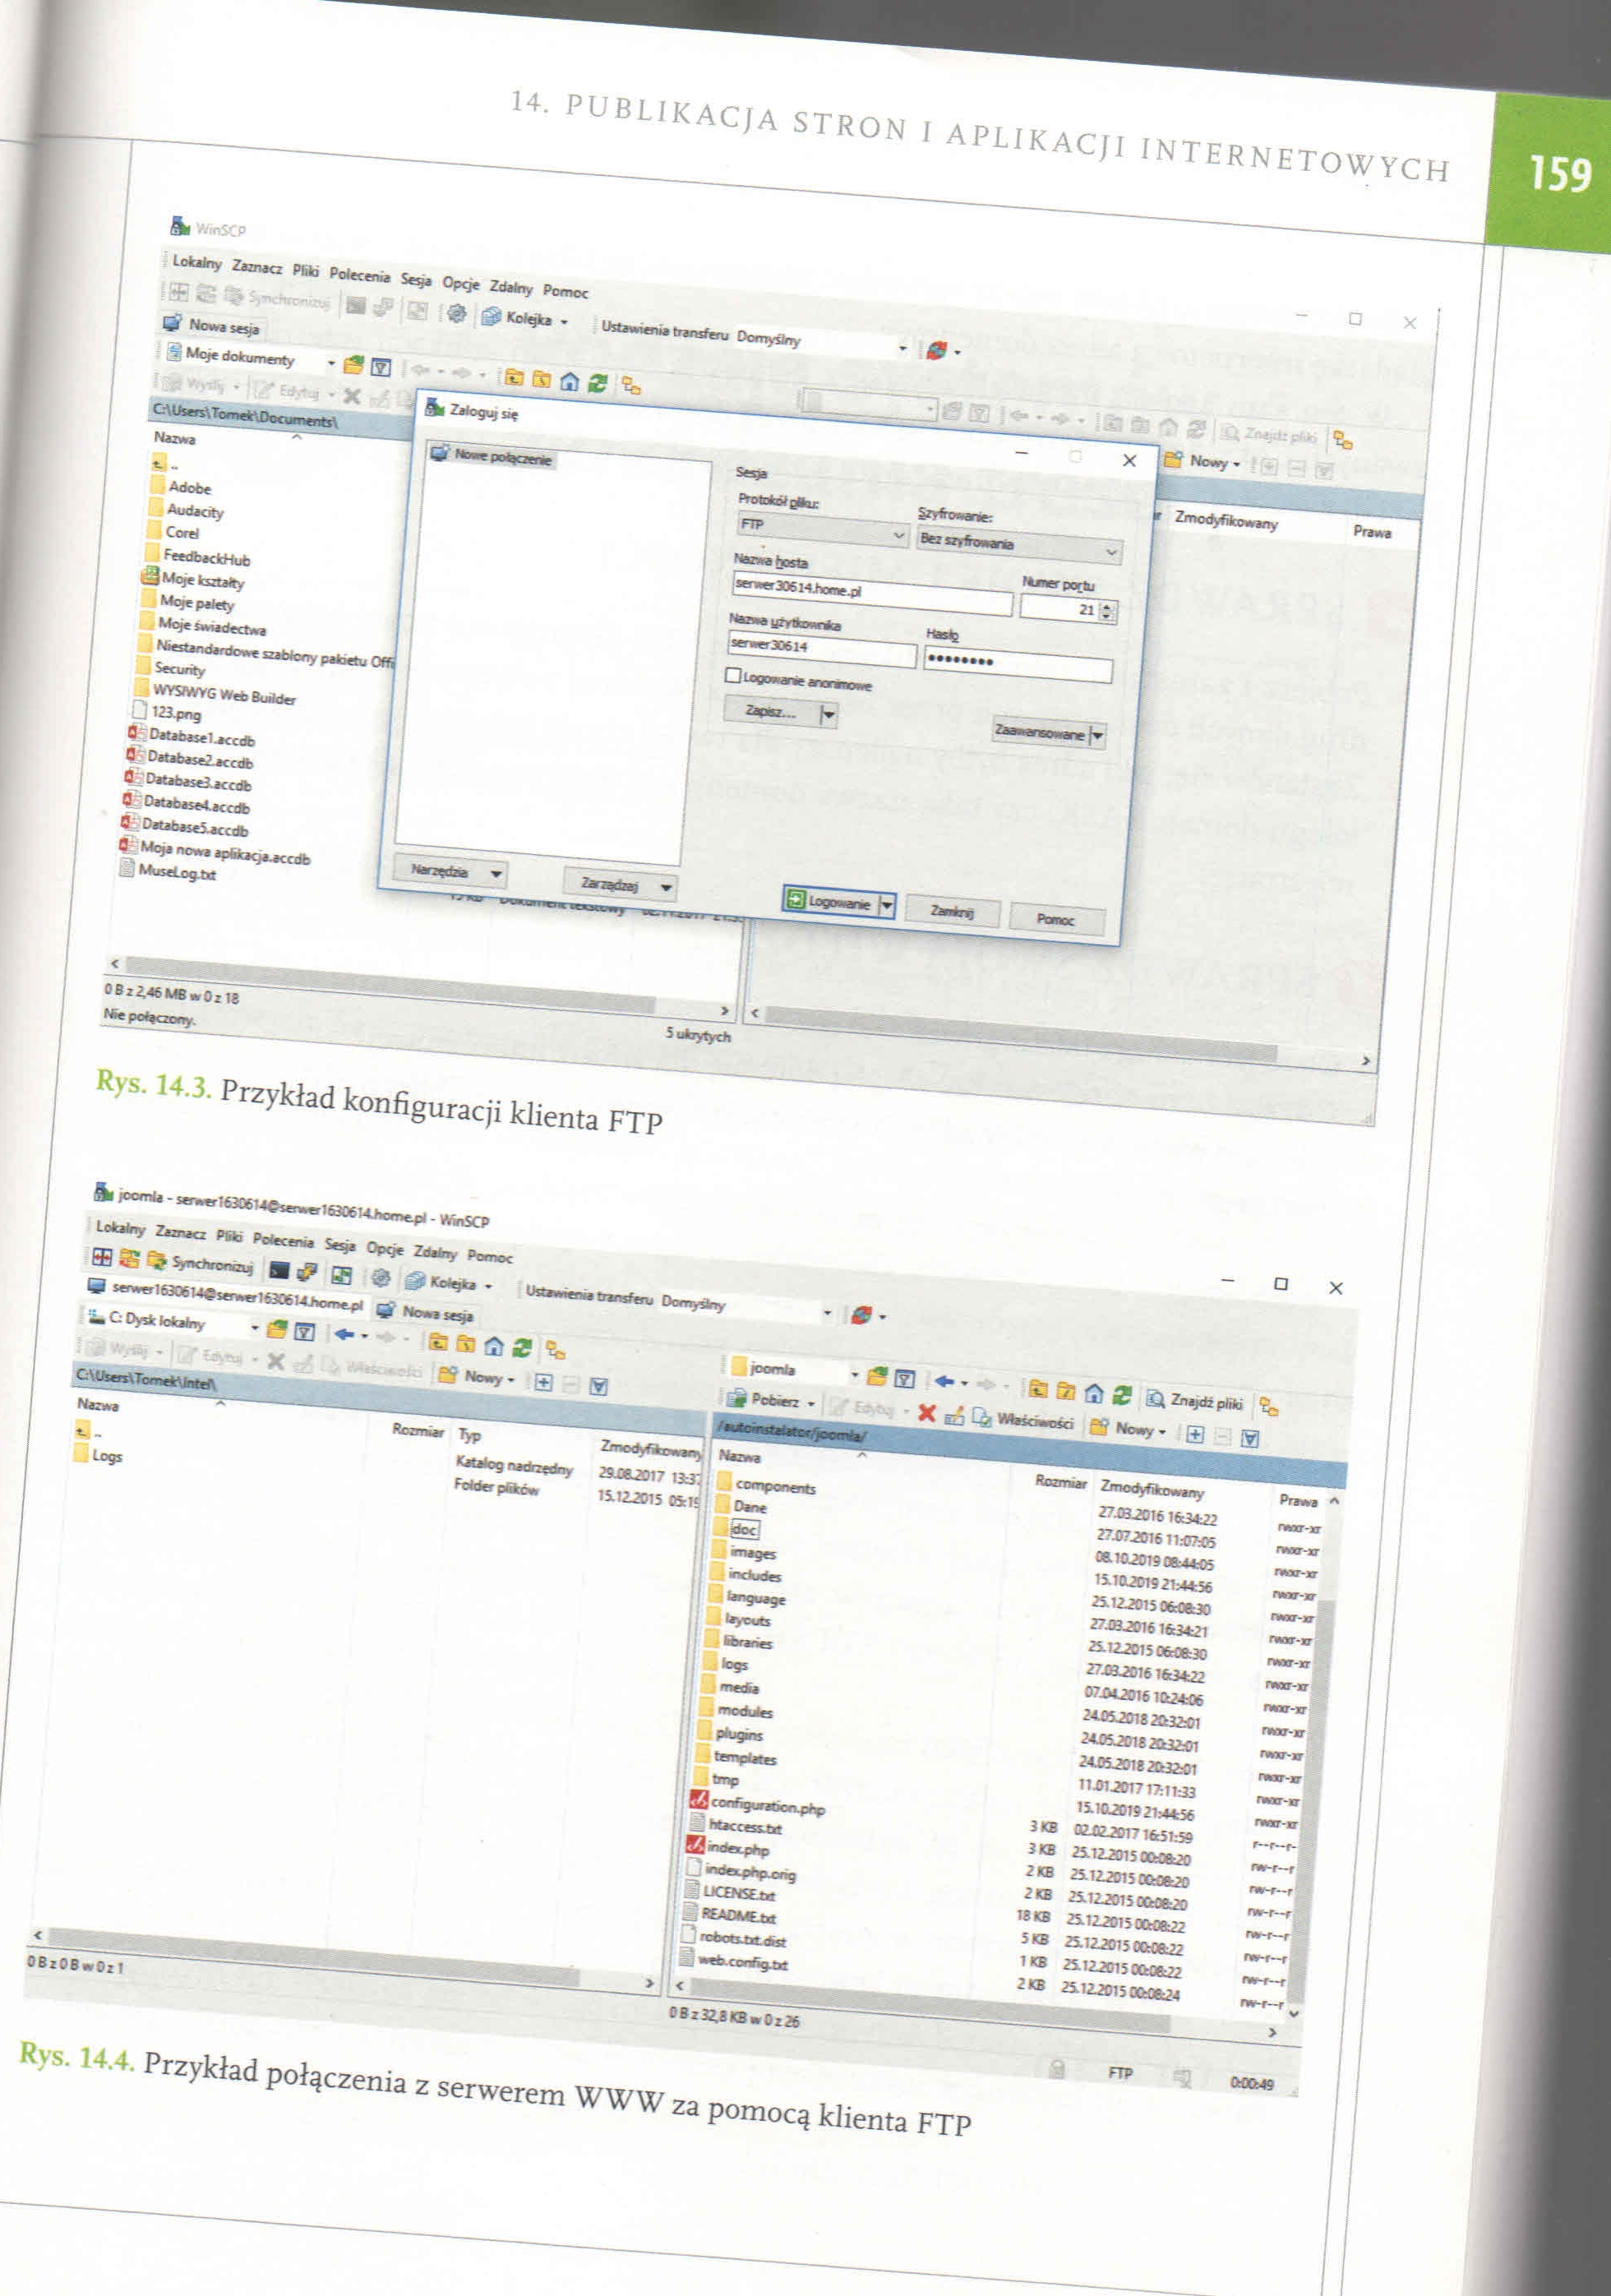 14. PUBLIKACJA STRON I APLIKACJI INTERNETOWYCH
159
WinSCP
Lokalny Zaznacz Pliki Polecenia Sesja Opcje Zdalny Pomoc
Synchronizuj Kolejka Ustawienia transferu Domyślny
Nowa sesja
Moje dokumenty
Wyślij Edytuj
Znajdź pliki
Nowy
C:\Users\Tomek\Documents\
Nazwa
Zmodyfikowany Prawa
..
Adobe
Audacity
Corel
FeedbackHub
Moje kształty
Moje palety
Moje świadectwa
Niestandardowe szablony pakietu Offi
Security
WYSIWYG Web Builder
123.png
Database1.accdb
Database2.accdb
Database3.accdb
Database4.accdb
Database5.accdb
Moja nowa aplikacja.accdb
MuseLog.txt
Zaloguj się
Nowe połączenie
Sesja
Protokół pliku: Szyfrowanie:
FTP Bez szyfrowania
Nazwa hosta Numer portu
serwer30614.home.pl 21
Nazwa użytkownika Hasło
serwer30614 ••••••••
Logowanie anonimowe
Zapisz... Zaawansowane
Narzędzia Zarządzaj Logowanie Zamknij Pomoc
0 B z 2,46 MB w 0 z 18
5 ukrytych
Nie połączony.
Rys. 14.3. Przykład konfiguracji klienta FTP
joomla - serwer1630614@serwer1630614.home.pl - WinSCP
Lokalny Zaznacz Pliki Polecenia Sesja Opcje Zdalny Pomoc
Synchronizuj Kolejka Ustawienia transferu Domyślny
serwer1630614@serwer1630614.home.pl Nowa sesja
C: Dysk lokalny
Wyślij Edytuj Właściwości Nowy
C:\Users\Tomek\Intel\
Nazwa Rozmiar Typ Zmodyfikowany
.. Katalog nadrzędny 29.08.2017 13:37
Logs Folder plików 15.12.2015 05:19
joomla Znajdź pliki
Pobierz Edytuj Właściwości Nowy
/autoinstalator/joomla/
Nazwa Rozmiar Zmodyfikowany Prawa
components 27.03.2016 16:34:22 rwxr-xr
Dane 27.07.2016 11:07:05 rwxr-xr
doc 08.10.2019 08:44:05 rwxr-xr
images 15.10.2019 21:44:56 rwxr-xr
includes 25.12.2015 06:08:30 rwxr-xr
language 27.03.2016 16:34:21 rwxr-xr
layouts 25.12.2015 06:08:30 rwxr-xr
libraries 27.03.2016 16:34:22 rwxr-xr
logs 07.04.2016 10:24:06 rwxr-xr
media 24.05.2018 20:32:01 rwxr-xr
modules 24.05.2018 20:32:01 rwxr-xr
plugins 24.05.2018 20:32:01 rwxr-xr
templates 11.01.2017 17:11:33 rwxr-xr
tmp 15.10.2019 21:44:56 rwxr-xr
configuration.php 3 KB 02.02.2017 16:51:59 r--r--r-
htaccess.txt 3 KB 25.12.2015 00:08:20 rw-r--r
index.php 2 KB 25.12.2015 00:08:20 rw-r--r
index.php.orig 2 KB 25.12.2015 00:08:20 rw-r--r
LICENSE.txt 18 KB 25.12.2015 00:08:22 rw-r--r
README.txt 5 KB 25.12.2015 00:08:22 rw-r--r
robots.txt.dist 1 KB 25.12.2015 00:08:22 rw-r--r
web.config.txt 2 KB 25.12.2015 00:08:24 rw-r--r
0 B z 0 B w 0 z 1
0 B z 32,8 KB w 0 z 26
FTP 0:00:49
Rys. 14.4. Przykład połączenia z serwerem WWW za pomocą klienta FTP